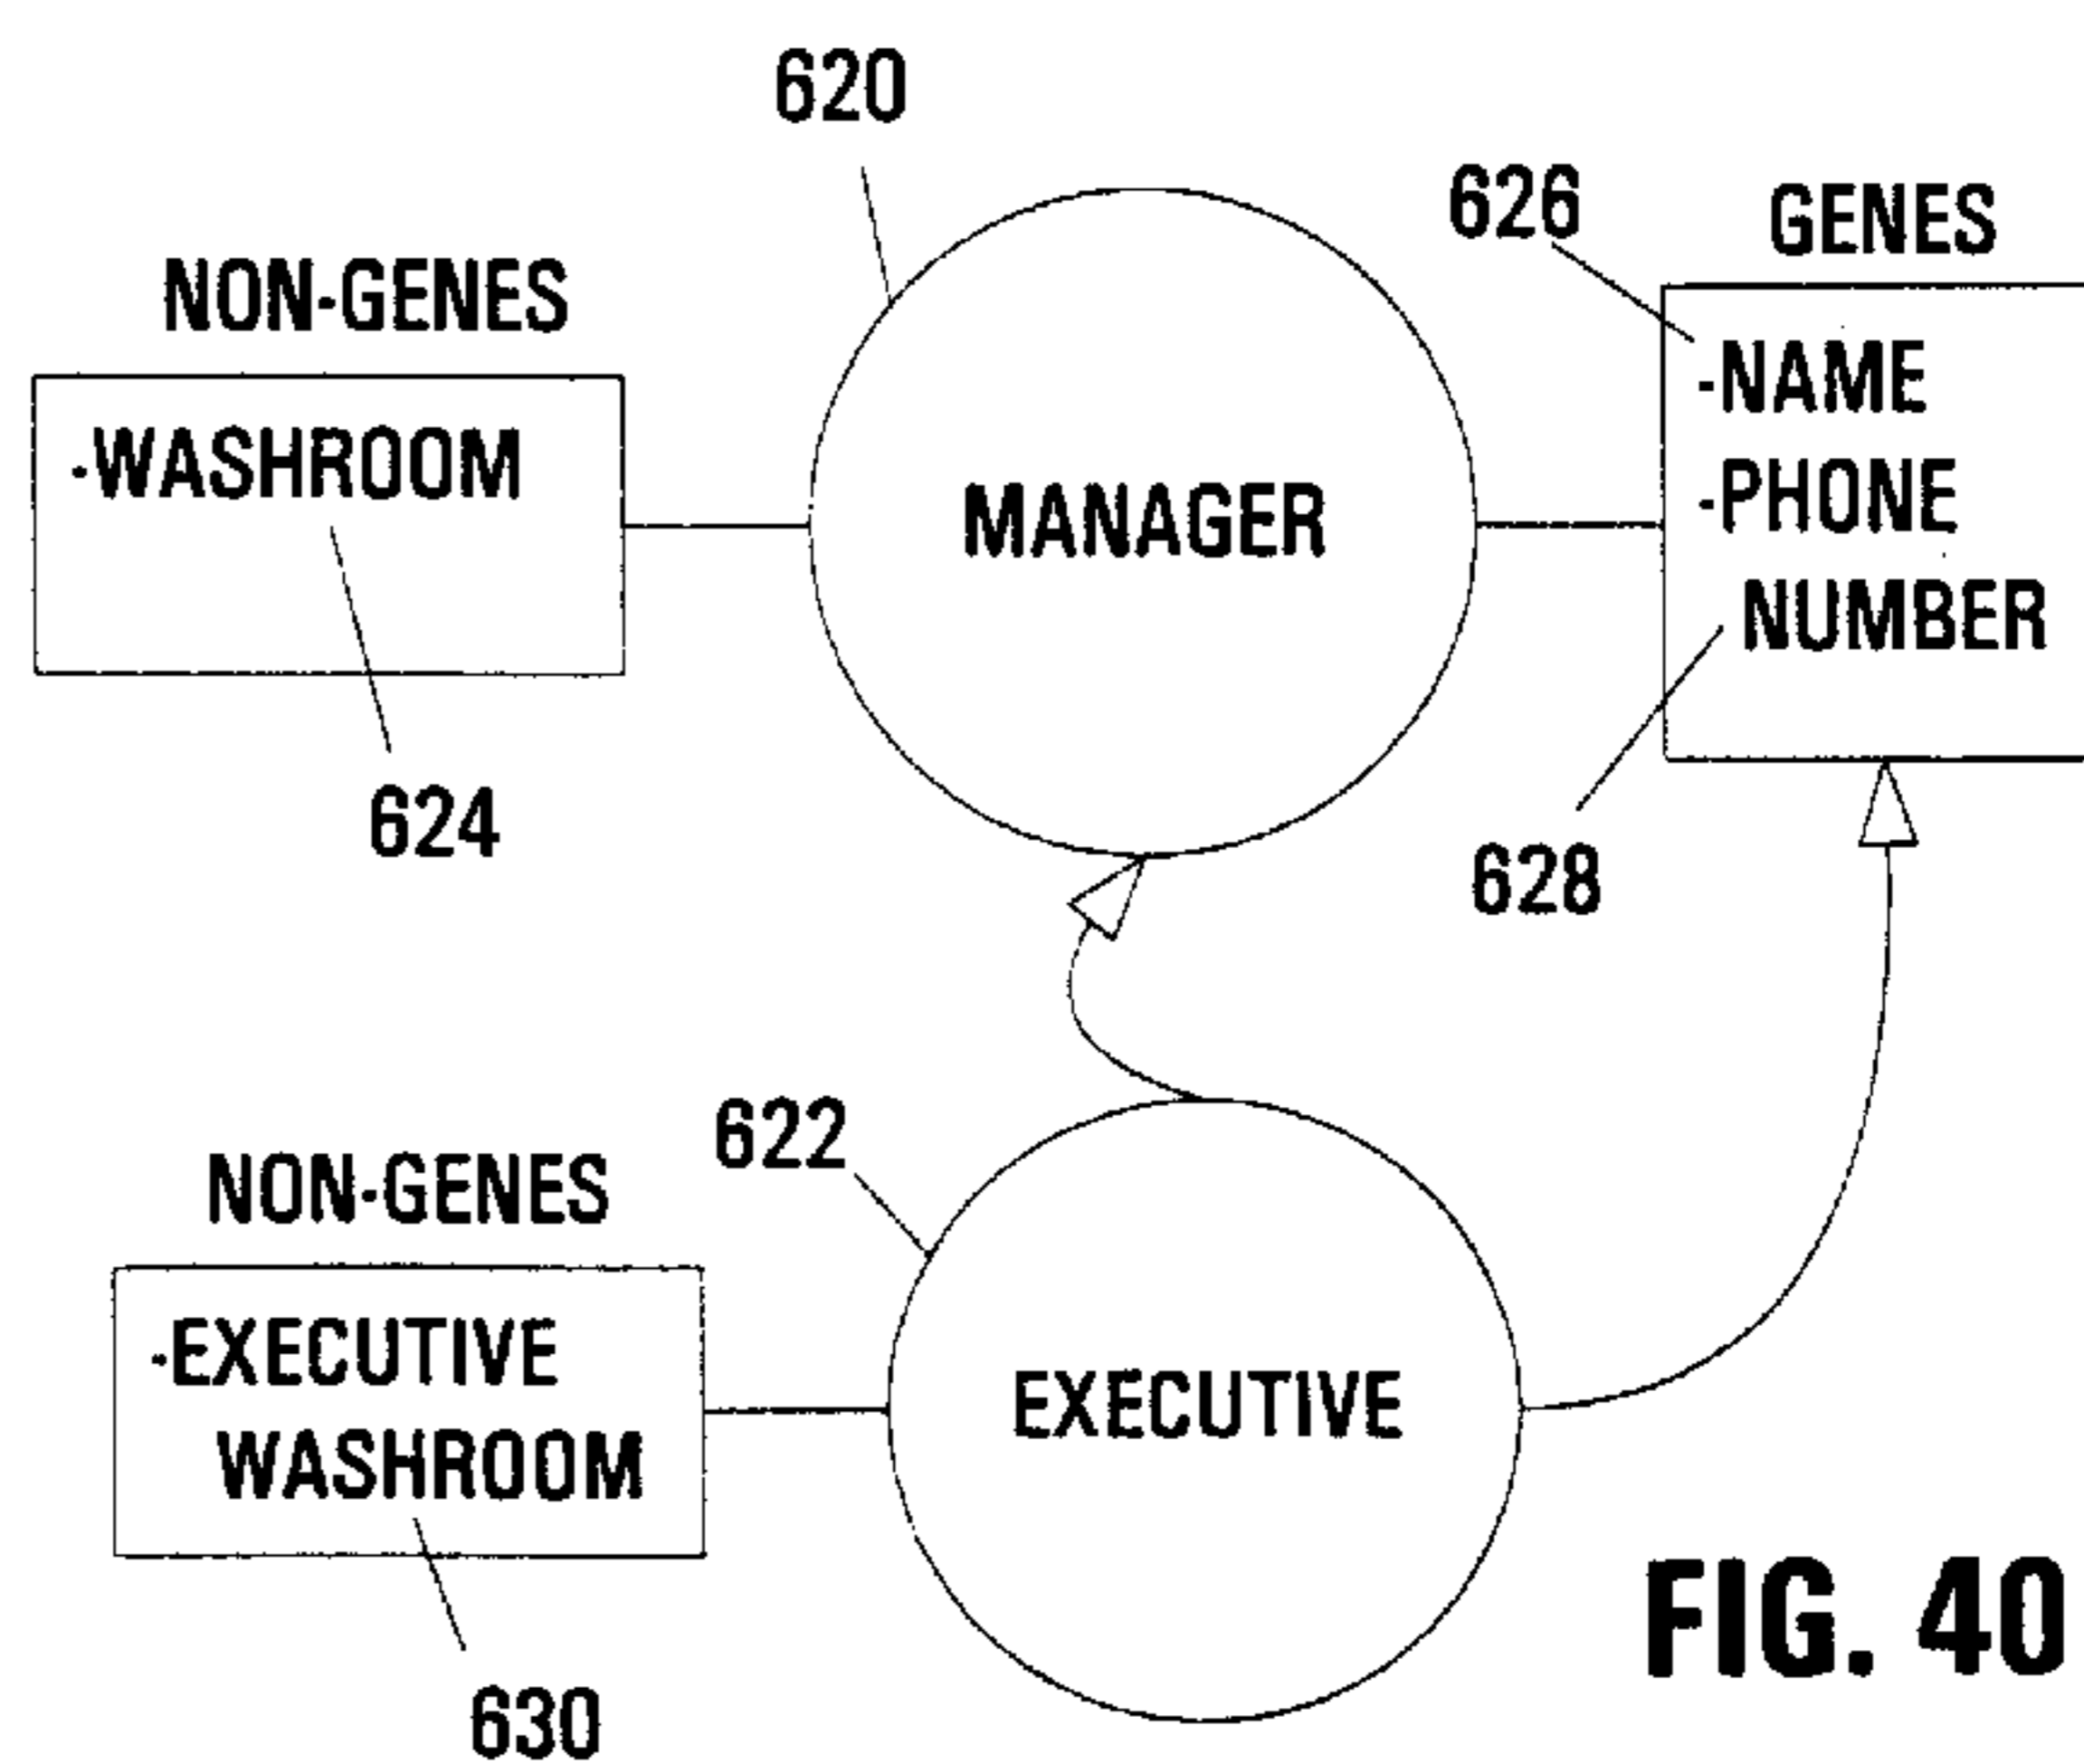 620
626
GENES
NON-GENES
-NAME
-WASHROOM
-PHONE
MANAGER
NUMBER
624
628
622
NON-GENES
-EXECUTIVE
EXECUTIVE
WASHROOM
FIG. 40
630